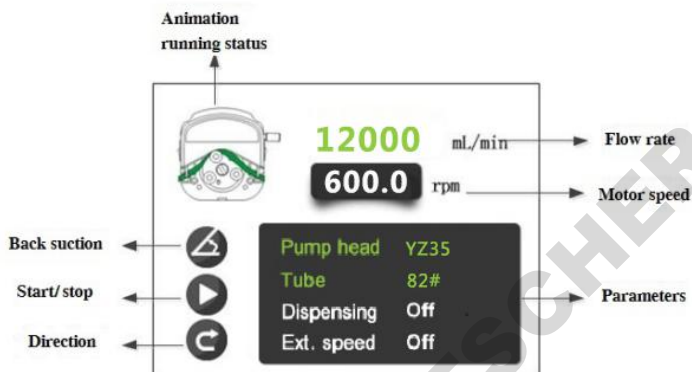 Animation
running status
12000 mL/min
Flow rate
600.0 rpm
Motor speed
Back suction
Start/ stop
Direction
Pump head YZ35
Tube 82#
Dispensing Off
Ext. speed Off
Parameters